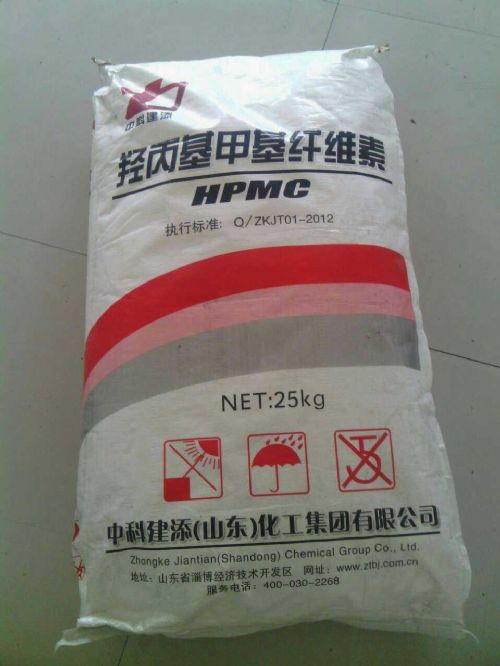 中科建添
羟丙基甲基纤维素
HPMC
执行标准: Q/ZKJT01-2012
NET:25kg
中科建添(山东)化工集团有限公司
Zhongke Jiantian(Shandong) Chemical Group Co., Ltd.
地址: 山东省淄博经济技术开发区 网址: www.ztbj.com.cn
服务电话: 400-030-2268